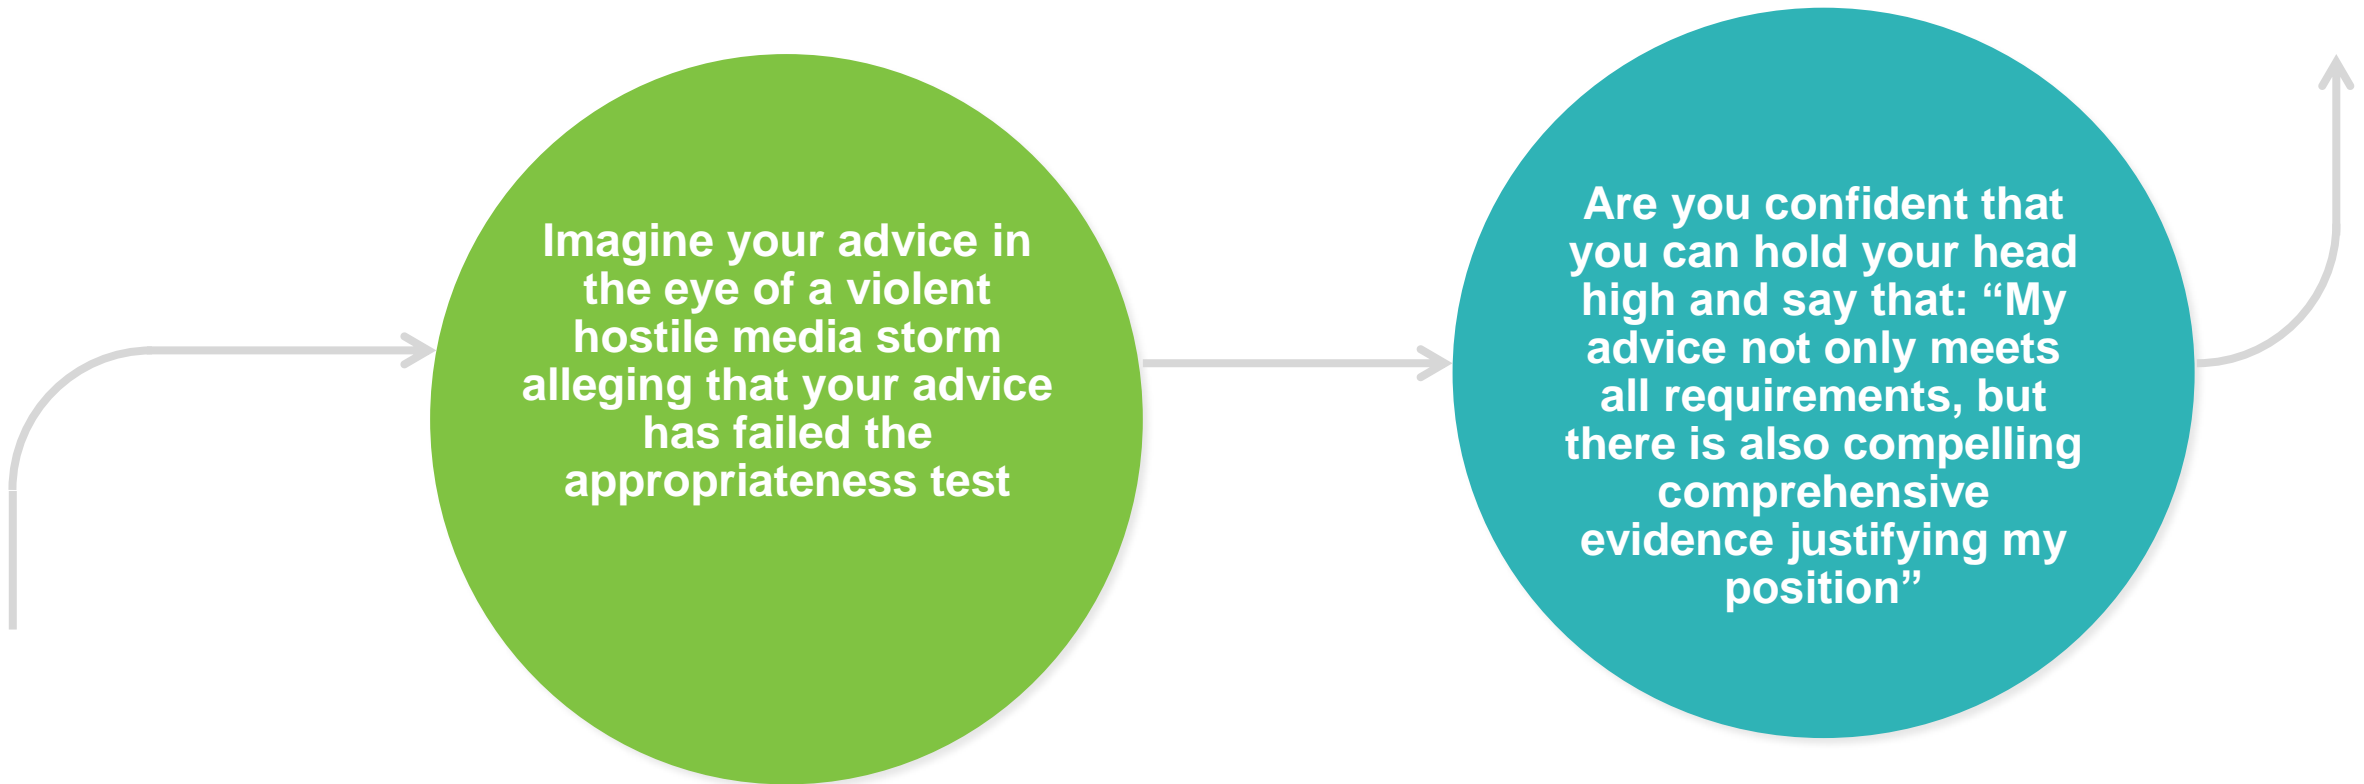 Imagine your advice in
the eye of a violent
hostile media storm
alleging that your advice
has failed the
appropriateness test
Are you confident that
you can hold your head
high and say that: “My
advice not only meets
all requirements, but
there is also compelling
comprehensive
evidence justifying my
position”